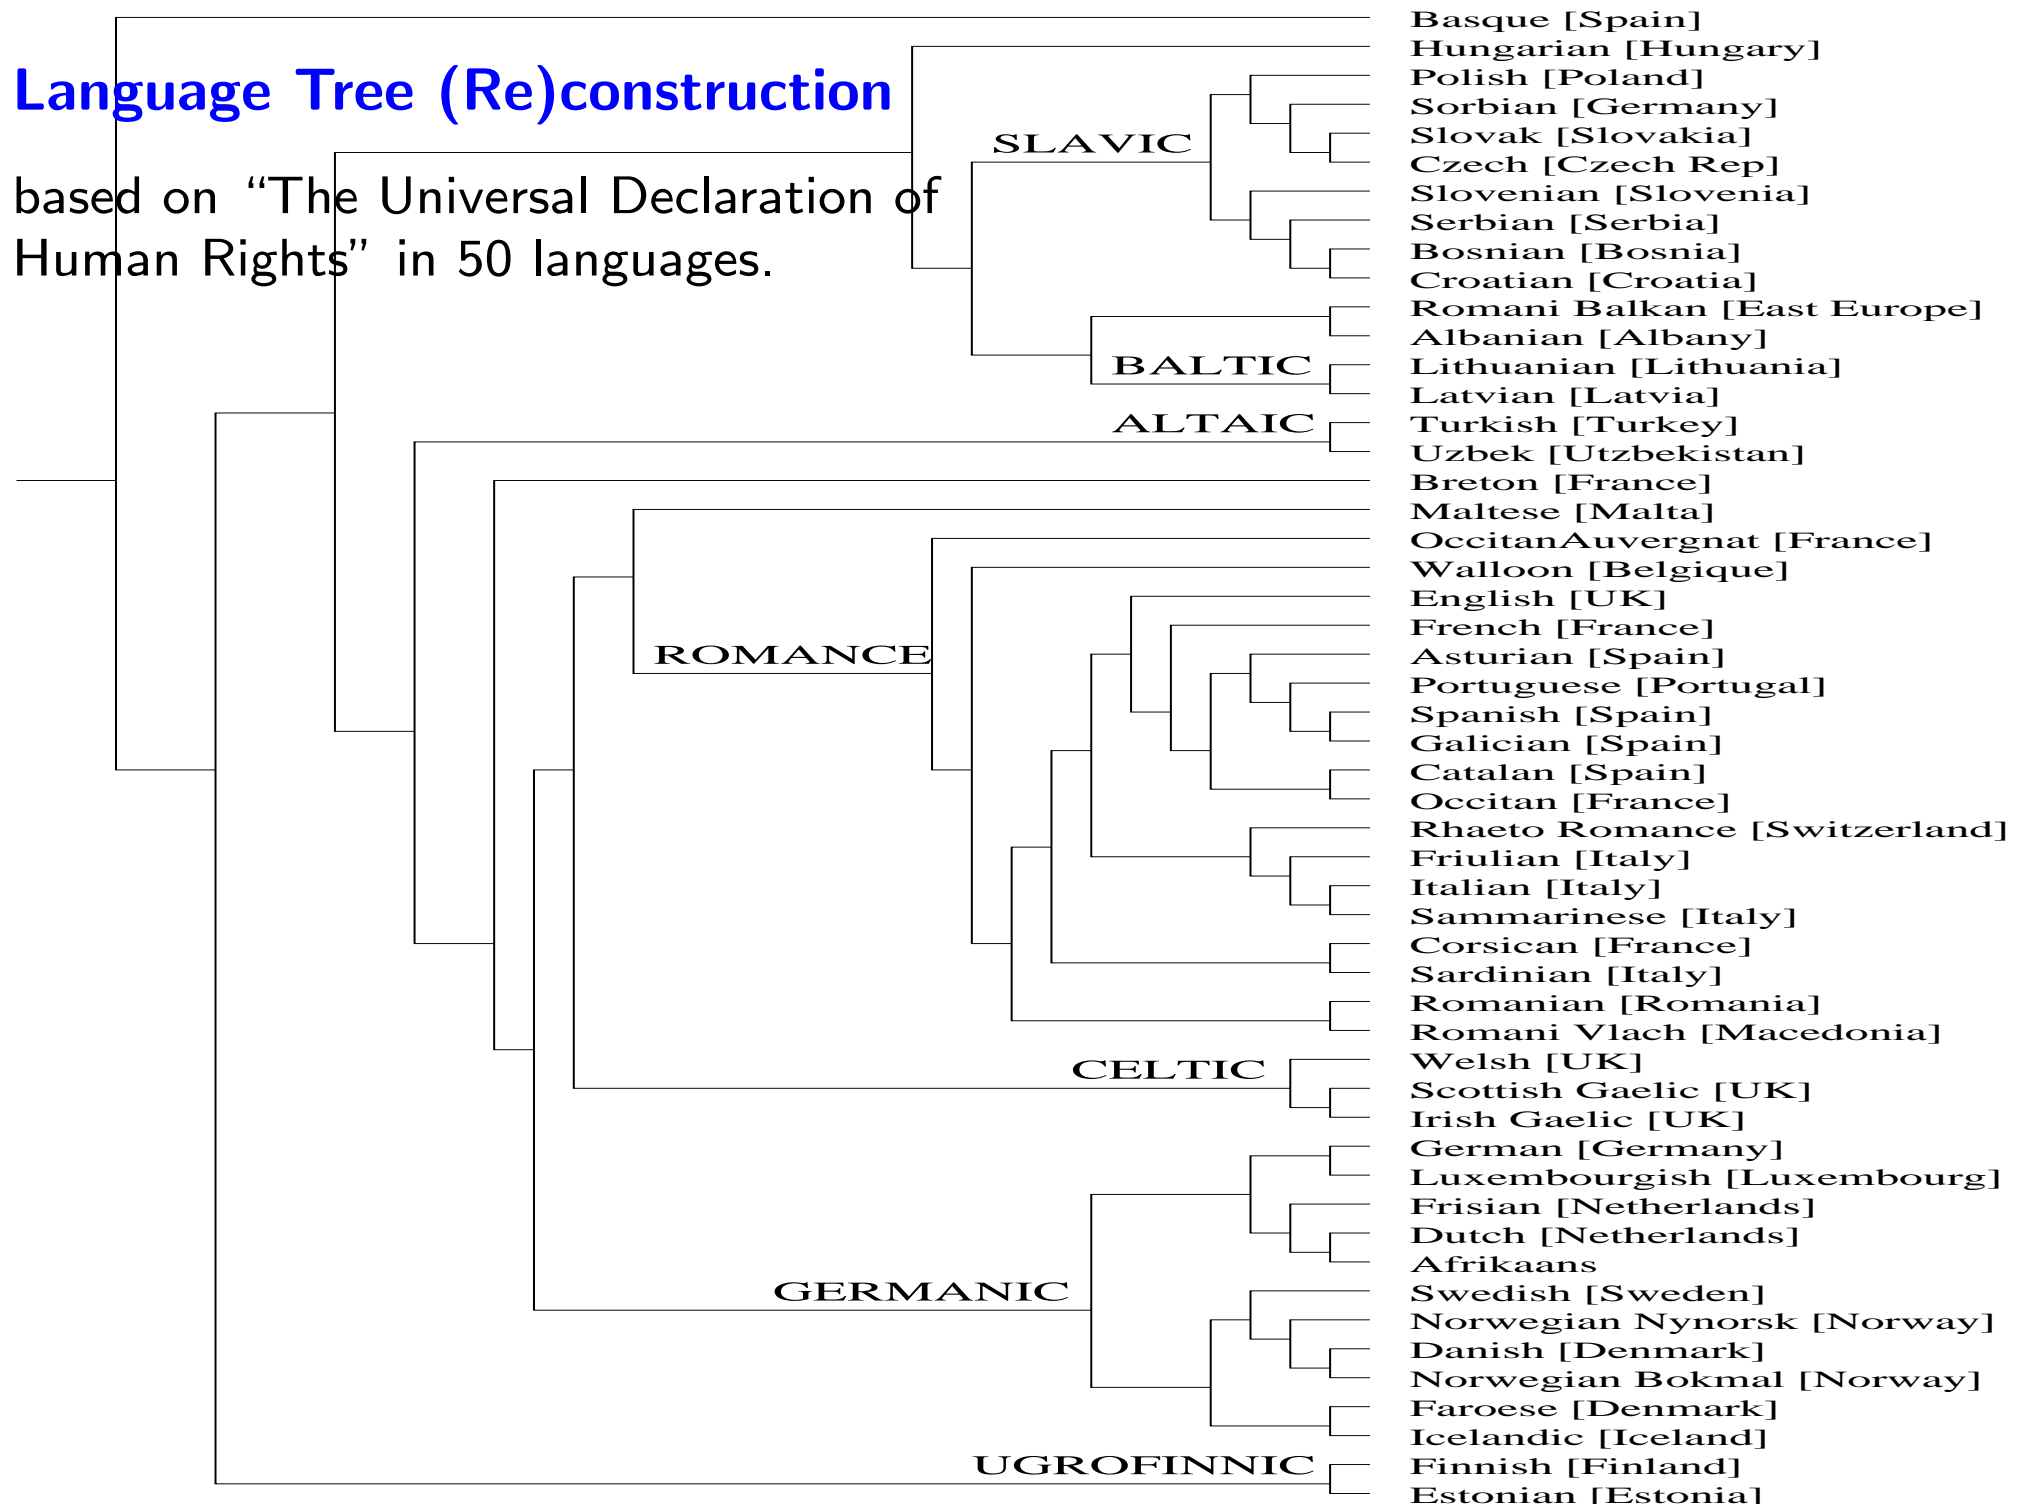 Language Tree (Re)construction
based on “The Universal Declaration of
Human Rights” in 50 languages.
Basque [Spain]
Hungarian [Hungary]
Polish [Poland]
Sorbian [Germany]
SLAVIC
Slovak [Slovakia]
Czech [Czech Rep]
Slovenian [Slovenia]
Serbian [Serbia]
Bosnian [Bosnia]
Croatian [Croatia]
Romani Balkan [East Europe]
Albanian [Albany]
BALTIC
Lithuanian [Lithuania]
Latvian [Latvia]
ALTAIC
Turkish [Turkey]
Uzbek [Utzbekistan]
Breton [France]
Maltese [Malta]
OccitanAuvergnat [France]
Walloon [Belgique]
English [UK]
French [France]
ROMANCE
Asturian [Spain]
Portuguese [Portugal]
Spanish [Spain]
Galician [Spain]
Catalan [Spain]
Occitan [France]
Rhaeto Romance [Switzerland]
Friulian [Italy]
Italian [Italy]
Sammarinese [Italy]
Corsican [France]
Sardinian [Italy]
Romanian [Romania]
Romani Vlach [Macedonia]
CELTIC
Welsh [UK]
Scottish Gaelic [UK]
Irish Gaelic [UK]
German [Germany]
Luxembourgish [Luxembourg]
Frisian [Netherlands]
Dutch [Netherlands]
Afrikaans
GERMANIC
Swedish [Sweden]
Norwegian Nynorsk [Norway]
Danish [Denmark]
Norwegian Bokmal [Norway]
Faroese [Denmark]
Icelandic [Iceland]
UGROFINNIC
Finnish [Finland]
Estonian [Estonia]